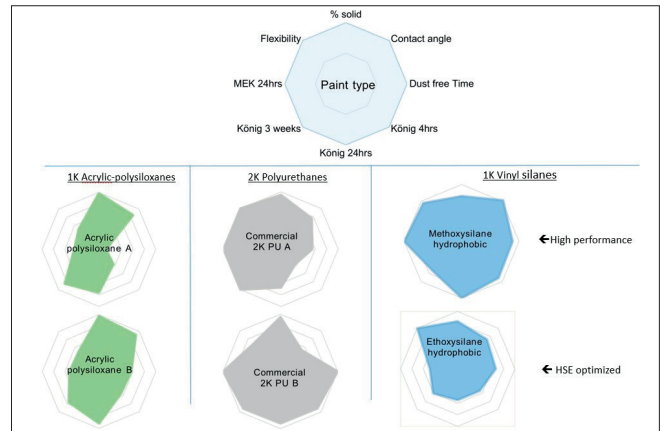 % solid
Flexibility
Contact angle
MEK 24hrs
Paint type
Dust free Time
König 3 weeks
König 4hrs
König 24hrs
1K Acrylic-polysiloxanes
2K Polyurethanes
1K Vinyl silanes
Acrylic
polysiloxane A
Commercial
2K PU A
Methoxysilane
hydrophobic
←High performance
Acrylic
polysiloxane B
Commercial
2K PU B
Ethoxysilane
hydrophobic
← HSE optimized